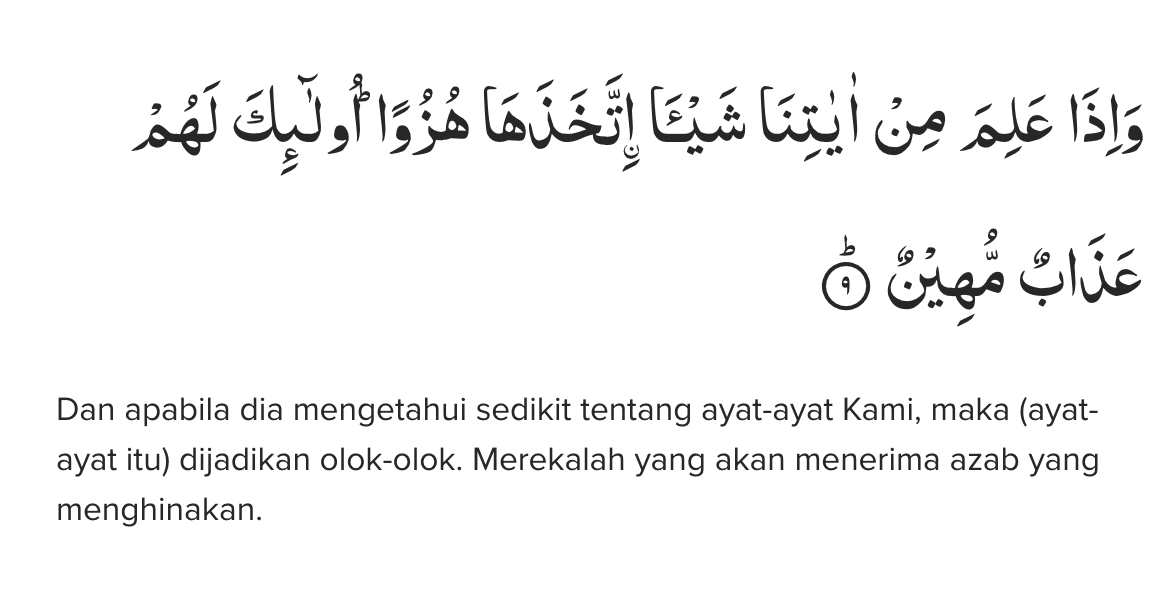 وَاِذَا عَلِمَ مِنْ اٰيٰتِنَا شَيْـًٔا ۨاِتَّخَذَهَا هُزُوًاۗ اُولٰۤىِٕكَ لَهُمْ
عَذَابٌ مُّهِيْنٌۗ ۝٩
Dan apabila dia mengetahui sedikit tentang ayat-ayat Kami, maka (ayat-
ayat itu) dijadikan olok-olok. Merekalah yang akan menerima azab yang
menghinakan.